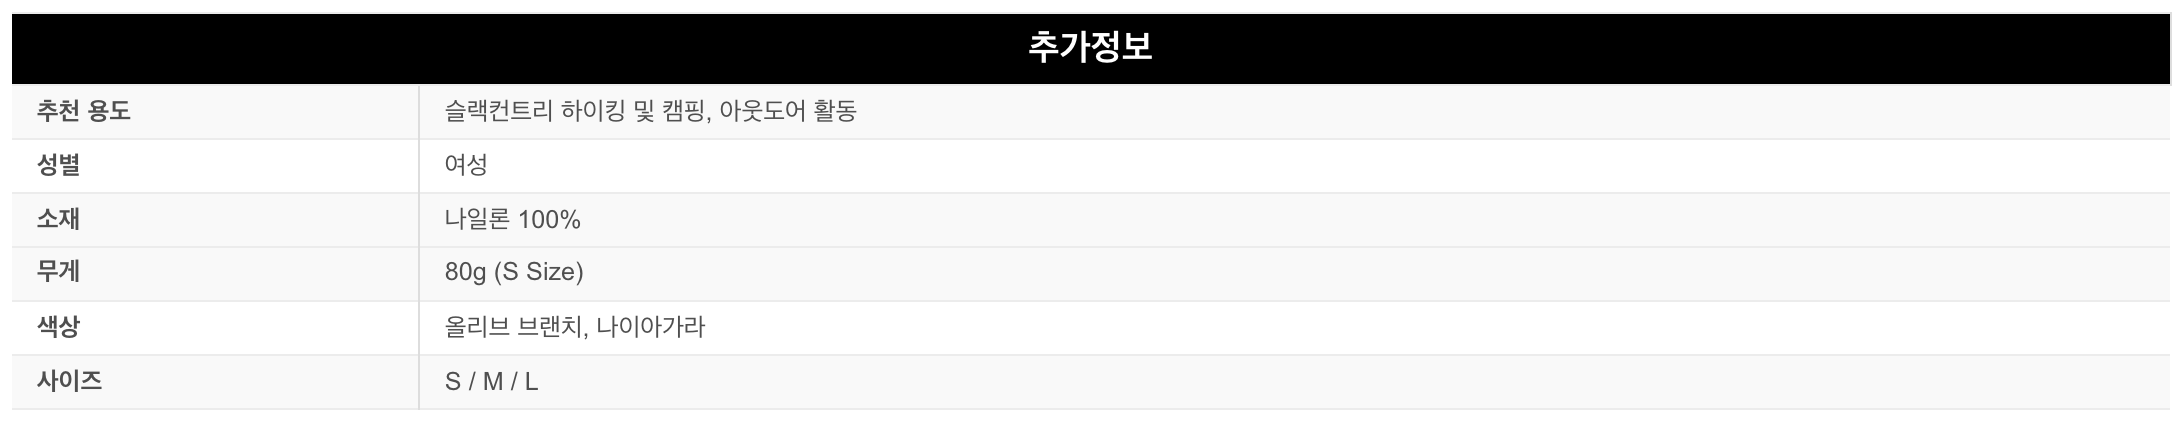 추가정보
추천 용도 슬랙컨트리 하이킹 및 캠핑, 아웃도어 활동
성별 여성
소재 나일론 100%
무게 80g (S Size)
색상 올리브 브랜치, 나이아가라
사이즈 S / M / L